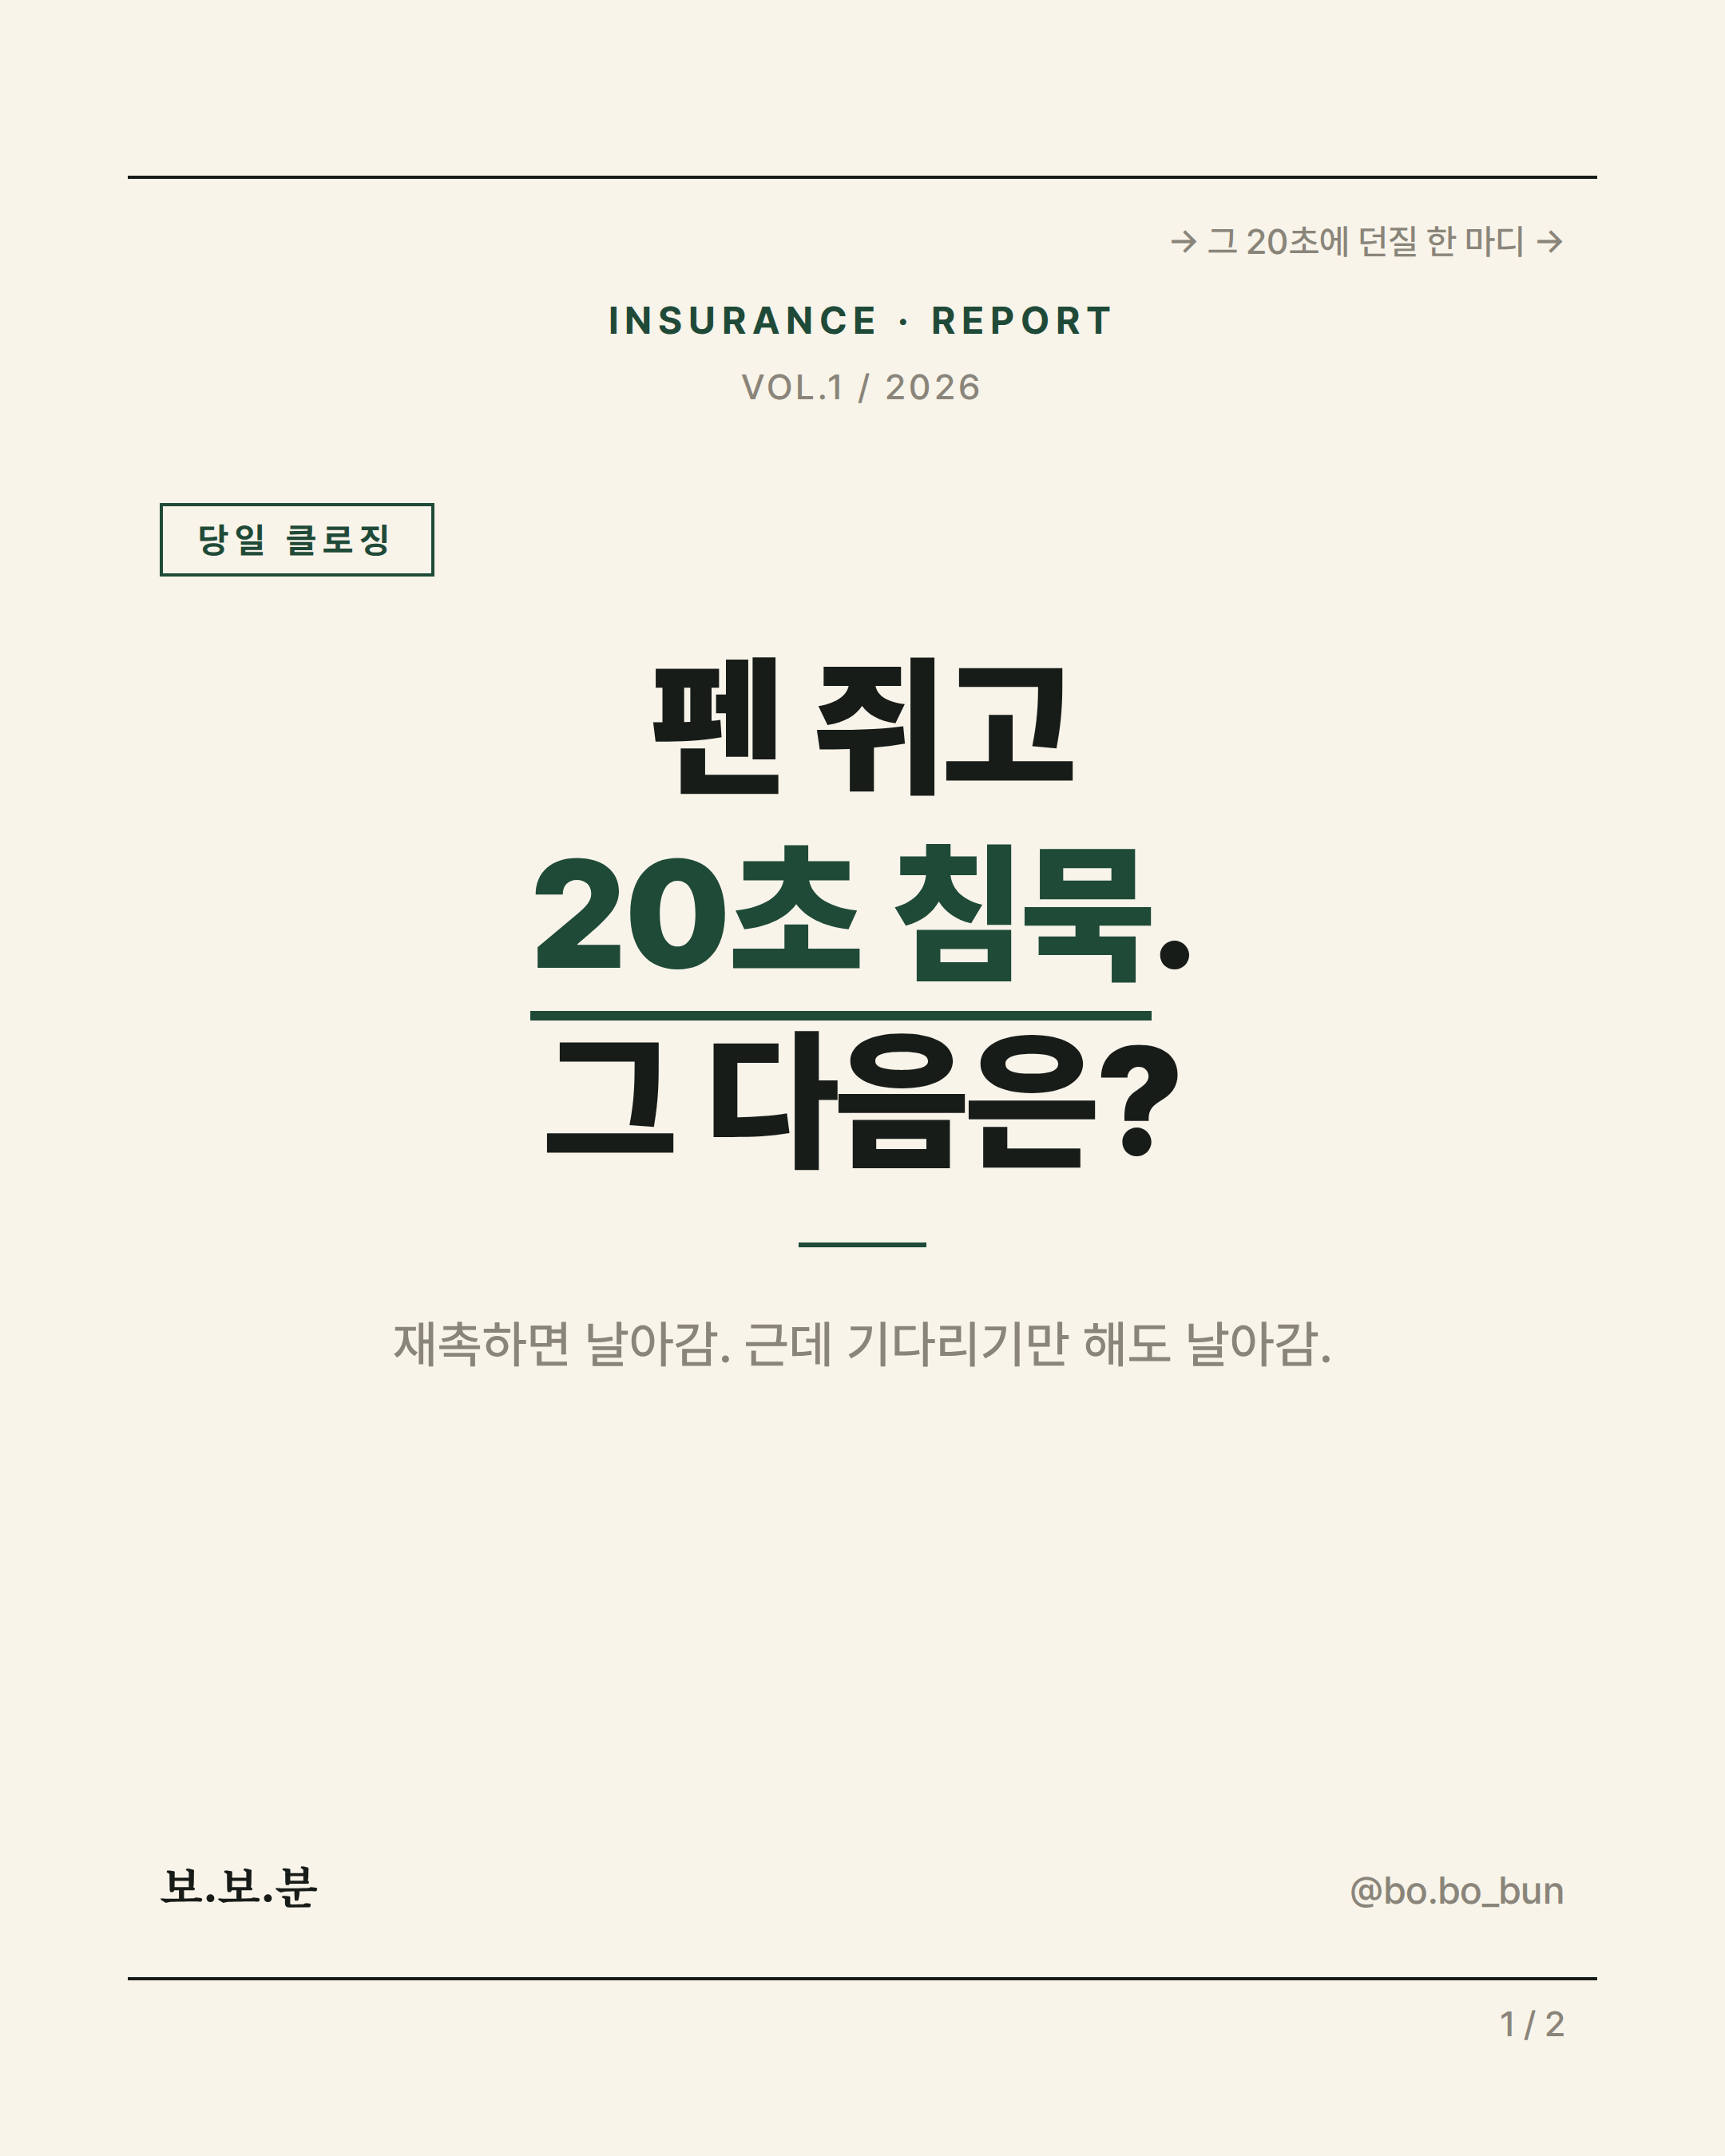 → 그 20초에 던질 한 마디 →
INSURANCE · REPORT
VOL.1 / 2026
당일 클로징
펜 쥐고
20초 침묵.
그 다음은?
재촉하면 날아감. 근데 기다리기만 해도 날아감.
보.보.분
@bo.bo_bun
1 / 2